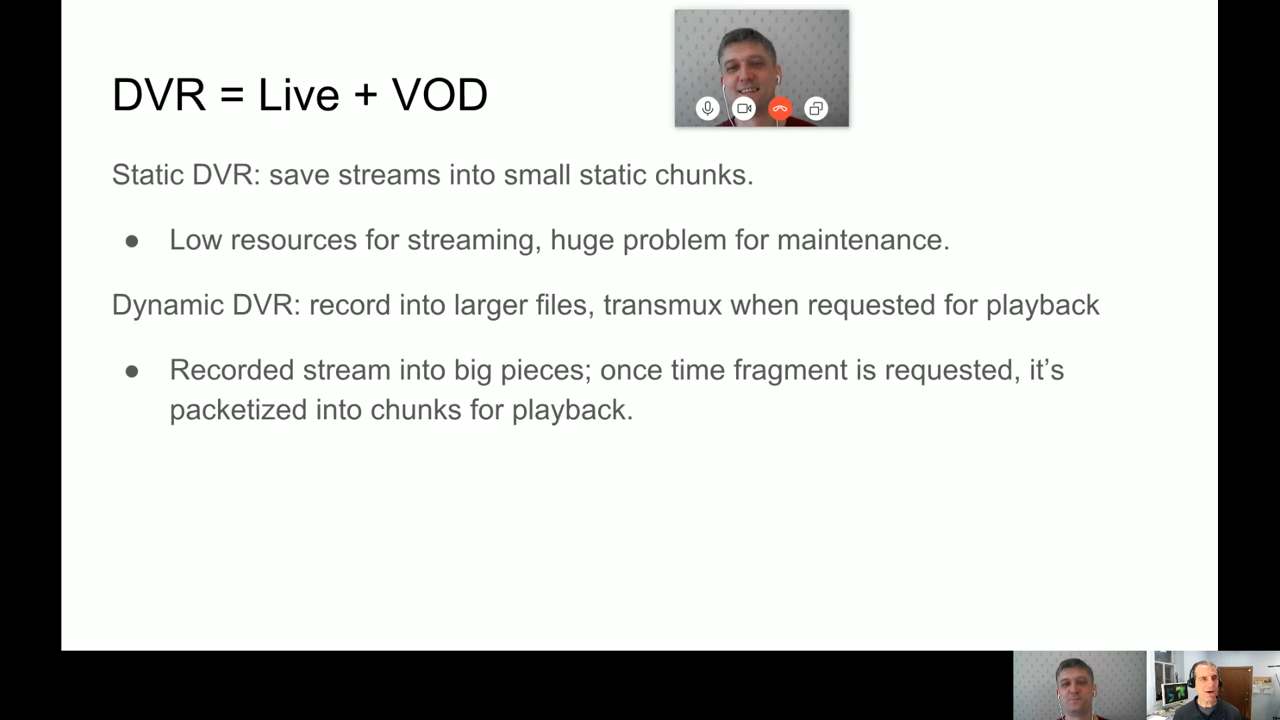 DVR = Live + VOD
Static DVR: save streams into small static chunks.
● Low resources for streaming, huge problem for maintenance.
Dynamic DVR: record into larger files, transmux when requested for playback
● Recorded stream into big pieces; once time fragment is requested, it’s
packetized into chunks for playback.